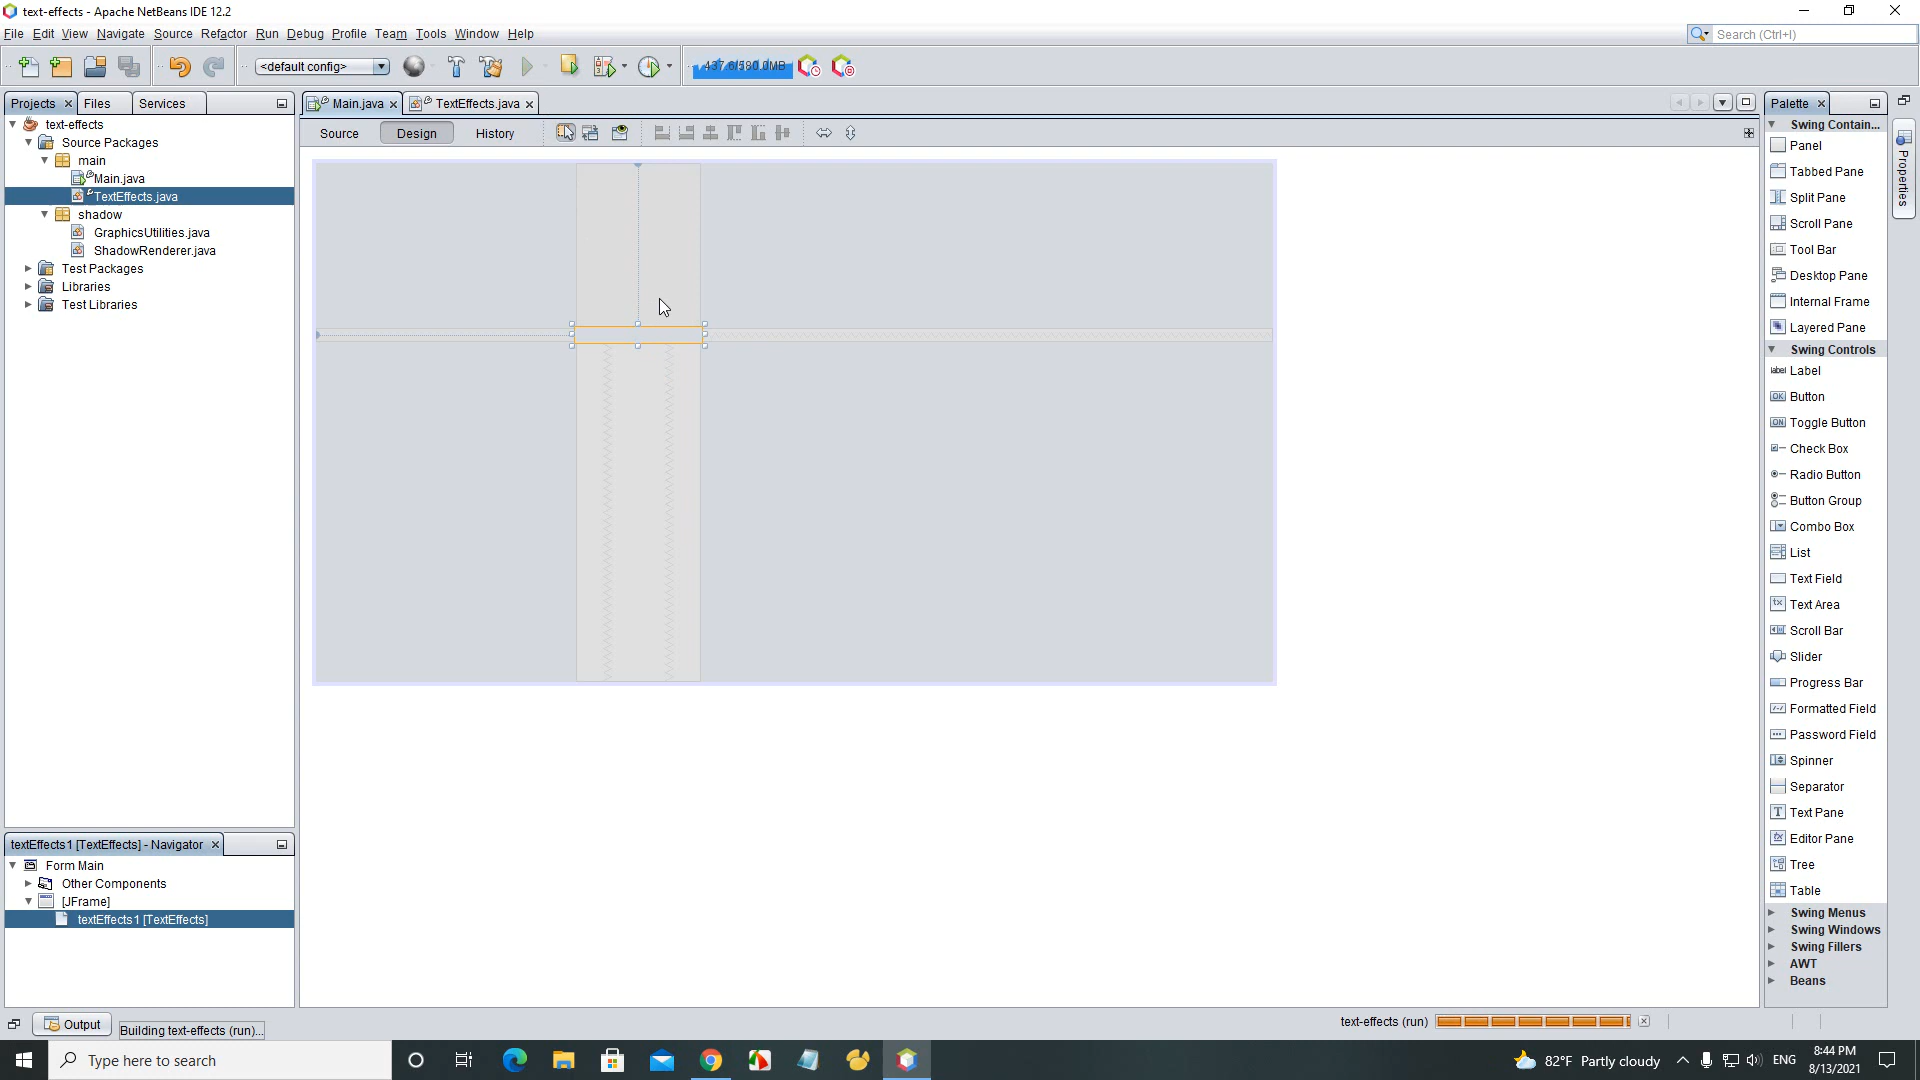 text-effects - Apache NetBeans IDE 12.2
File Edit View Navigate Source Refactor Run Debug Profile Team Tools Window Help
Search (Ctrl+I)
<default config>
437.6/580.0MB
Projects Files Services
Main.java TextEffects.java
Palette
Source Design History
text-effects
Source Packages
main
Main.java
TextEffects.java
shadow
GraphicsUtilities.java
ShadowRenderer.java
Test Packages
Libraries
Test Libraries
Swing Contain...
Panel
Tabbed Pane
Split Pane
Scroll Pane
Tool Bar
Desktop Pane
Internal Frame
Layered Pane
Swing Controls
label Label
OK Button
ON Toggle Button
Check Box
Radio Button
Button Group
Combo Box
List
Text Field
Text Area
Scroll Bar
Slider
Progress Bar
Formatted Field
Password Field
Spinner
Separator
Text Pane
Editor Pane
Tree
Table
Swing Menus
Swing Windows
Swing Fillers
AWT
Beans
Properties
textEffects1 [TextEffects] - Navigator
Form Main
Other Components
[JFrame]
textEffects1 [TextEffects]
Output
Building text-effects (run)...
text-effects (run)
Type here to search
82°F Partly cloudy
ENG
8:44 PM
8/13/2021